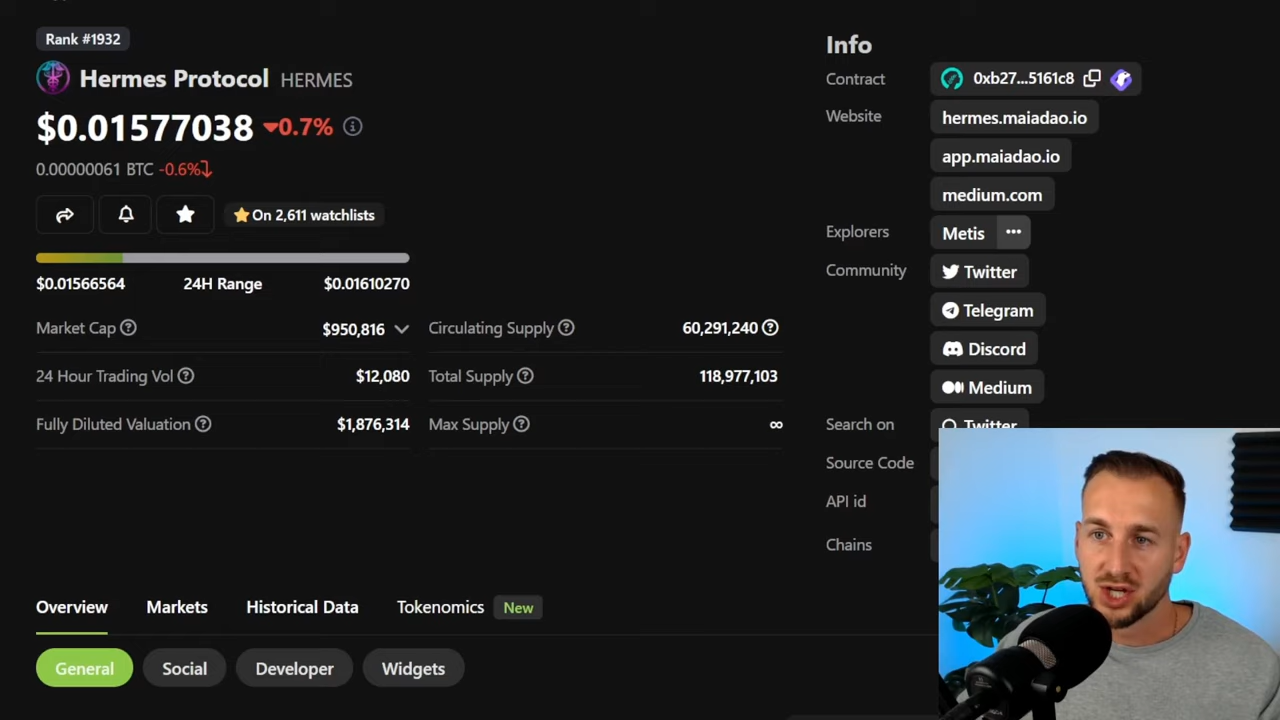 Rank #1932
Hermes Protocol HERMES
$0.01577038 0.7%
0.00000061 BTC -0.6%
On 2,611 watchlists
$0.01566564 24H Range $0.01610270
Market Cap $950,816
Circulating Supply 60,291,240
24 Hour Trading Vol $12,080
Total Supply 118,977,103
Fully Diluted Valuation $1,876,314
Max Supply ∞
Overview Markets Historical Data Tokenomics New
General Social Developer Widgets
Info
Contract 0xb27...5161c8
Website hermes.maiadao.io
app.maiadao.io
medium.com
Explorers Metis
Community Twitter
Telegram
Discord
Medium
Search on Twitter
Source Code
API id
Chains